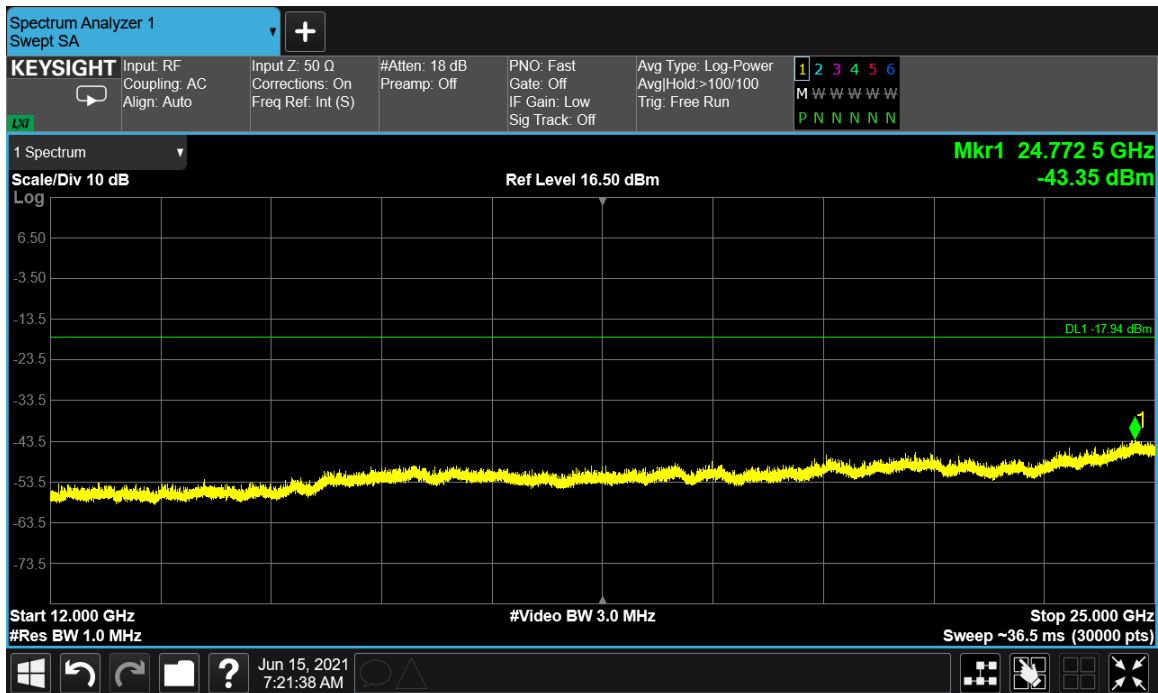 Spectrum Analyzer 1
Swept SA
+
KEYSIGHT
LXI
Input: RF
Coupling: AC
Align: Auto
Input Z: 50 Ω
Corrections: On
Freq Ref: Int (S)
#Atten: 18 dB
Preamp: Off
PNO: Fast
Gate: Off
IF Gain: Low
Sig Track: Off
Avg Type: Log-Power
Avg|Hold:>100/100
Trig: Free Run
1 2 3 4 5 6
M W W W W W
P N N N N N
1 Spectrum
Mkr1 24.772 5 GHz
-43.35 dBm
Scale/Div 10 dB
Ref Level 16.50 dBm
Log
6.50
-3.50
-13.5
DL1 -17.94 dBm
-23.5
-33.5
1
-43.5
-53.5
-63.5
-73.5
Start 12.000 GHz
#Video BW 3.0 MHz
Stop 25.000 GHz
#Res BW 1.0 MHz
Sweep ~36.5 ms (30000 pts)
?
Jun 15, 2021
7:21:38 AM